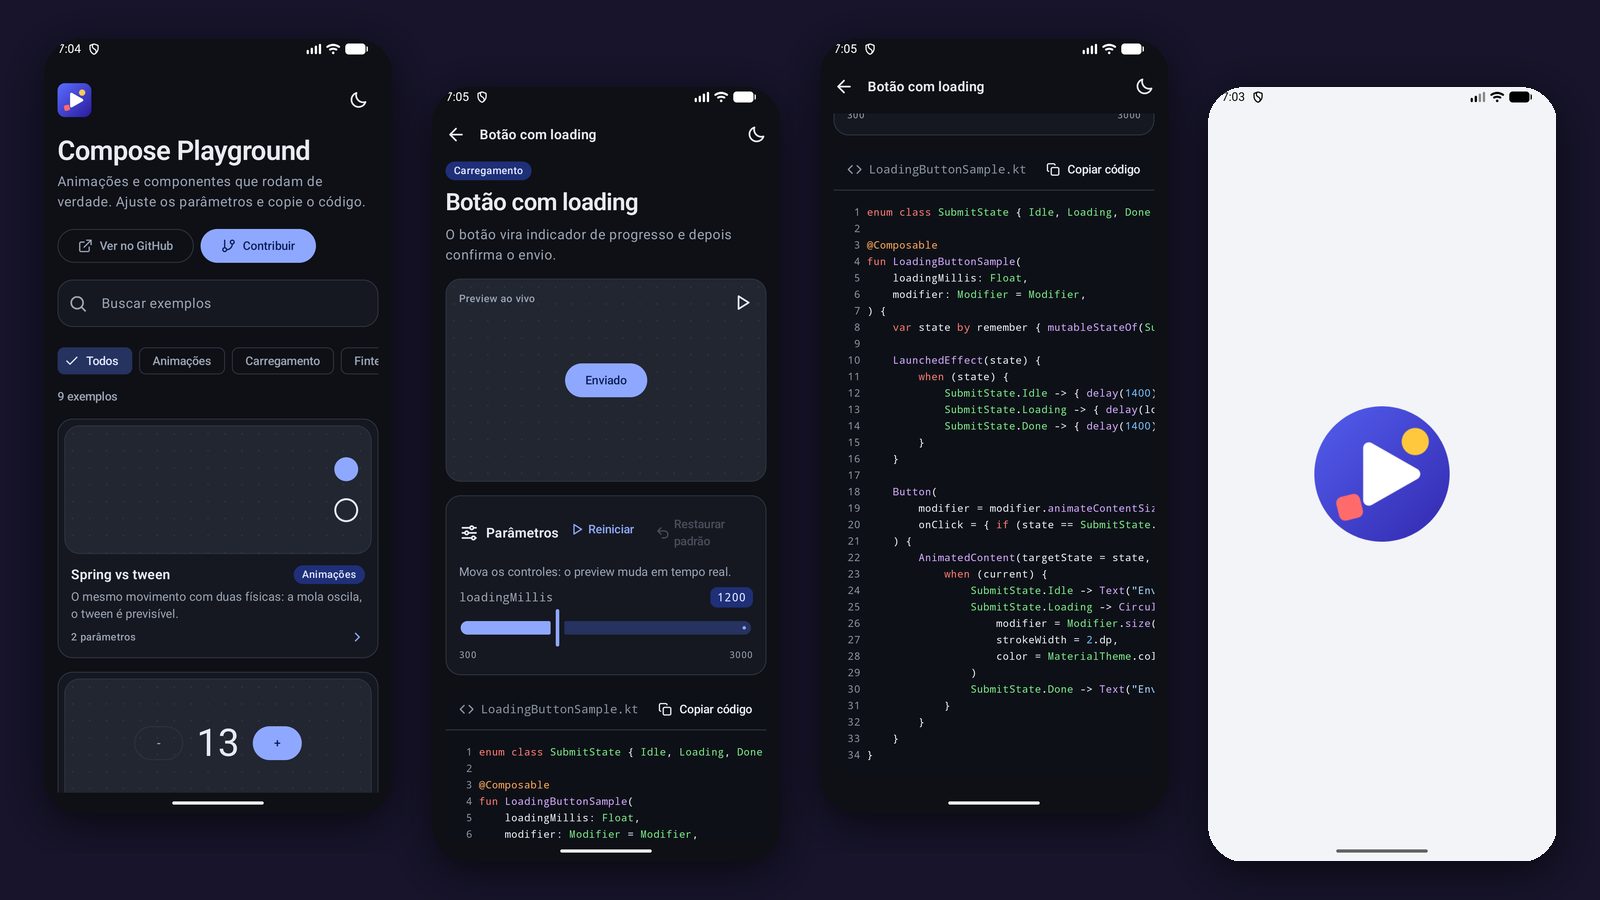 7:04
Compose Playground
Animações e componentes que rodam de
verdade. Ajuste os parâmetros e copie o código.
Ver no GitHub
Contribuir
Buscar exemplos
Todos
Animações
Carregamento
Finte
9 exemplos
Spring vs tween
Animações
O mesmo movimento com duas físicas: a mola oscila,
o tween é previsível.
2 parâmetros
-
13
+
7:05
Botão com loading
Carregamento
Botão com loading
O botão vira indicador de progresso e depois
confirma o envio.
Preview ao vivo
Enviado
Parâmetros
Reiniciar
Restaurar
padrão
Mova os controles: o preview muda em tempo real.
loadingMillis
1200
300
3000
<> LoadingButtonSample.kt
Copiar código
1 enum class SubmitState { Idle, Loading, Done
2
3 @Composable
4 fun LoadingButtonSample(
5     loadingMillis: Float,
6     modifier: Modifier = Modifier,
7:05
Botão com loading
300
3000
<> LoadingButtonSample.kt
Copiar código
1 enum class SubmitState { Idle, Loading, Done
2
3 @Composable
4 fun LoadingButtonSample(
5     loadingMillis: Float,
6     modifier: Modifier = Modifier,
7 ) {
8     var state by remember { mutableStateOf(Su
9
10     LaunchedEffect(state) {
11         when (state) {
12             SubmitState.Idle -> { delay(1400)
13             SubmitState.Loading -> { delay(lo
14             SubmitState.Done -> { delay(1400)
15         }
16     }
17
18     Button(
19         modifier = modifier.animateContentSiz
20         onClick = { if (state == SubmitState.
21     ) {
22         AnimatedContent(targetState = state,
23             when (current) {
24                 SubmitState.Idle -> Text("Env
25                 SubmitState.Loading -> Circul
26                     modifier = Modifier.size(
27                     strokeWidth = 2.dp,
28                     color = MaterialTheme.col
29                 )
30                 SubmitState.Done -> Text("Env
31             }
32         }
33     }
34 }
7:03